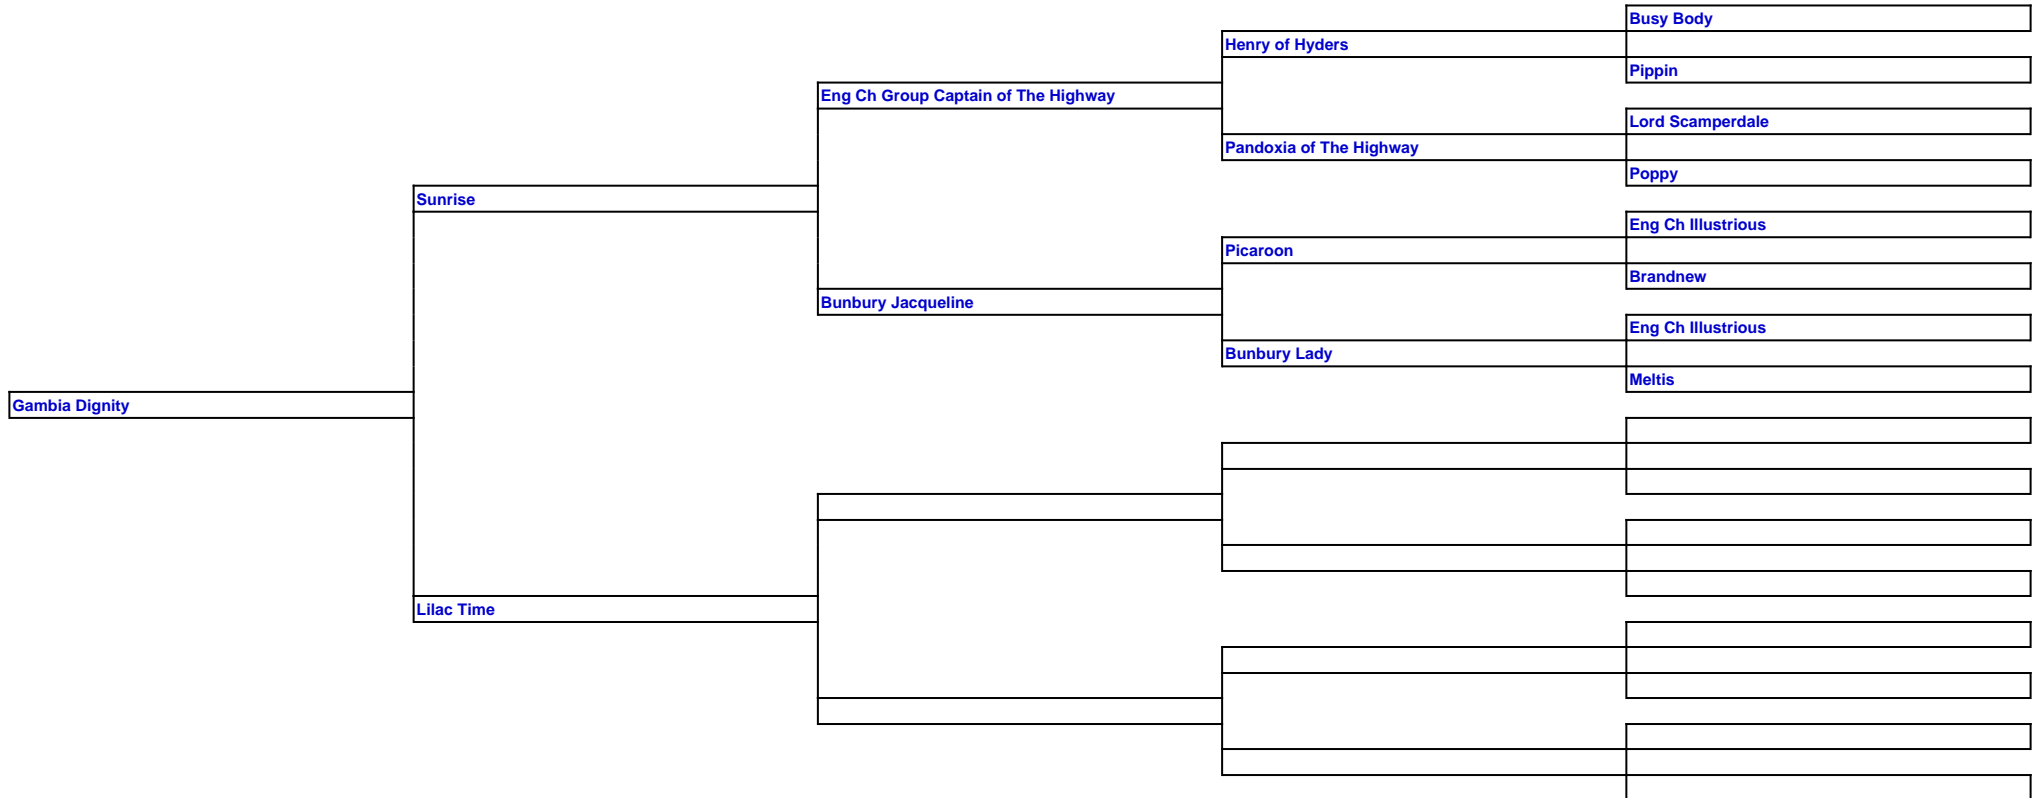 Busy Body
Henry of Hyders
Pippin
Eng Ch Group Captain of The Highway
Lord Scamperdale
Pandoxia of The Highway
Poppy
Sunrise
Eng Ch Illustrious
Picaroon
Brandnew
Bunbury Jacqueline
Eng Ch Illustrious
Bunbury Lady
Meltis
Gambia Dignity
Lilac Time